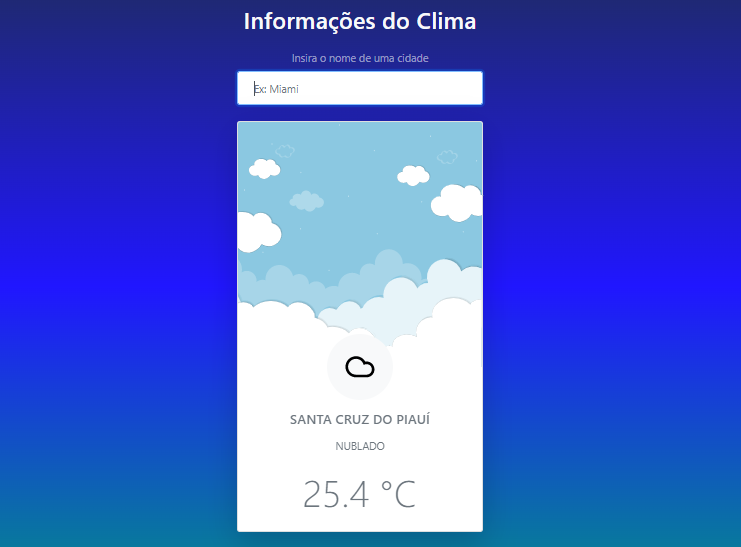 Informações do Clima
Insira o nome de uma cidade
Ex: Miami
SANTA CRUZ DO PIAUÍ
NUBLADO
25.4 °C